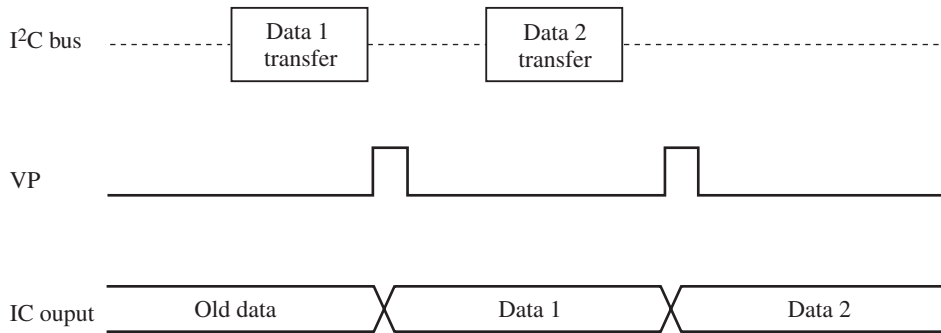 I²C bus
Data 1
transfer
Data 2
transfer
VP
IC ouput
Old data
Data 1
Data 2